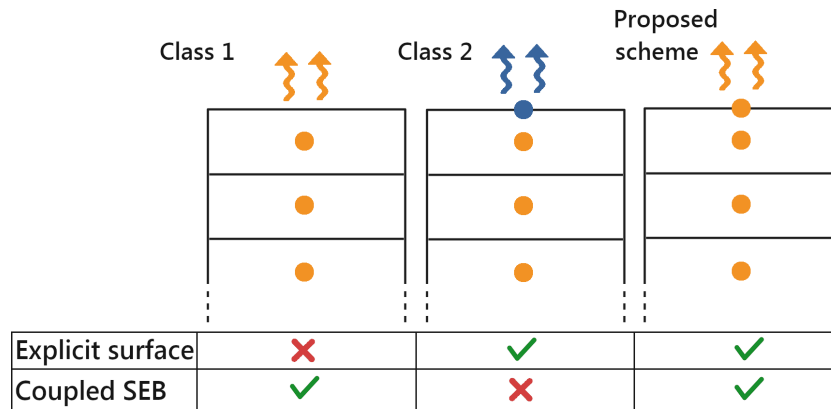 Class 1
Class 2
Proposed
scheme
Explicit surface
Coupled SEB